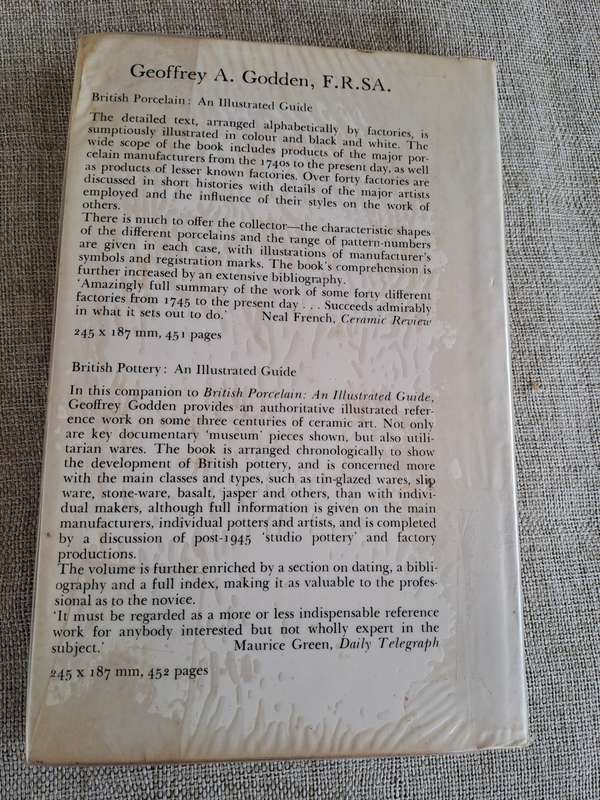 Geoffrey A. Godden, F.R.SA.
British Porcelain: An Illustrated Guide
The detailed text, arranged alphabetically by factories, is
sumptiously illustrated in colour and black and white. The
wide scope of the book includes products of the major por-
celain manufacturers from the 1740s to the present day, as well
as products of lesser known factories. Over forty factories are
discussed in short histories with details of the major artists
employed and the influence of their styles on the work of
others.
There is much to offer the collector—the characteristic shapes
of the different porcelains and the range of pattern-numbers
are given in each case, with illustrations of manufacturer's
symbols and registration marks. The book's comprehension is
further increased by an extensive bibliography.
'Amazingly full summary of the work of some forty different
factories from 1745 to the present day . . . Succeeds admirably
in what it sets out to do.' Neal French, Ceramic Review
245 x 187 mm, 451 pages
British Pottery: An Illustrated Guide
In this companion to British Porcelain: An Illustrated Guide,
Geoffrey Godden provides an authoritative illustrated refer-
ence work on some three centuries of ceramic art. Not only
are key documentary 'museum' pieces shown, but also utili-
tarian wares. The book is arranged chronologically to show
the development of British pottery, and is concerned more
with the main classes and types, such as tin-glazed wares, slip
ware, stone-ware, basalt, jasper and others, than with indivi-
dual makers, although full information is given on the main
manufacturers, individual potters and artists, and is completed
by a discussion of post-1945 'studio pottery' and factory
productions.
The volume is further enriched by a section on dating, a bibli-
ography and a full index, making it as valuable to the profes-
sional as to the novice.
'It must be regarded as a more or less indispensable reference
work for anybody interested but not wholly expert in the
subject.' Maurice Green, Daily Telegraph
245 x 187 mm, 452 pages